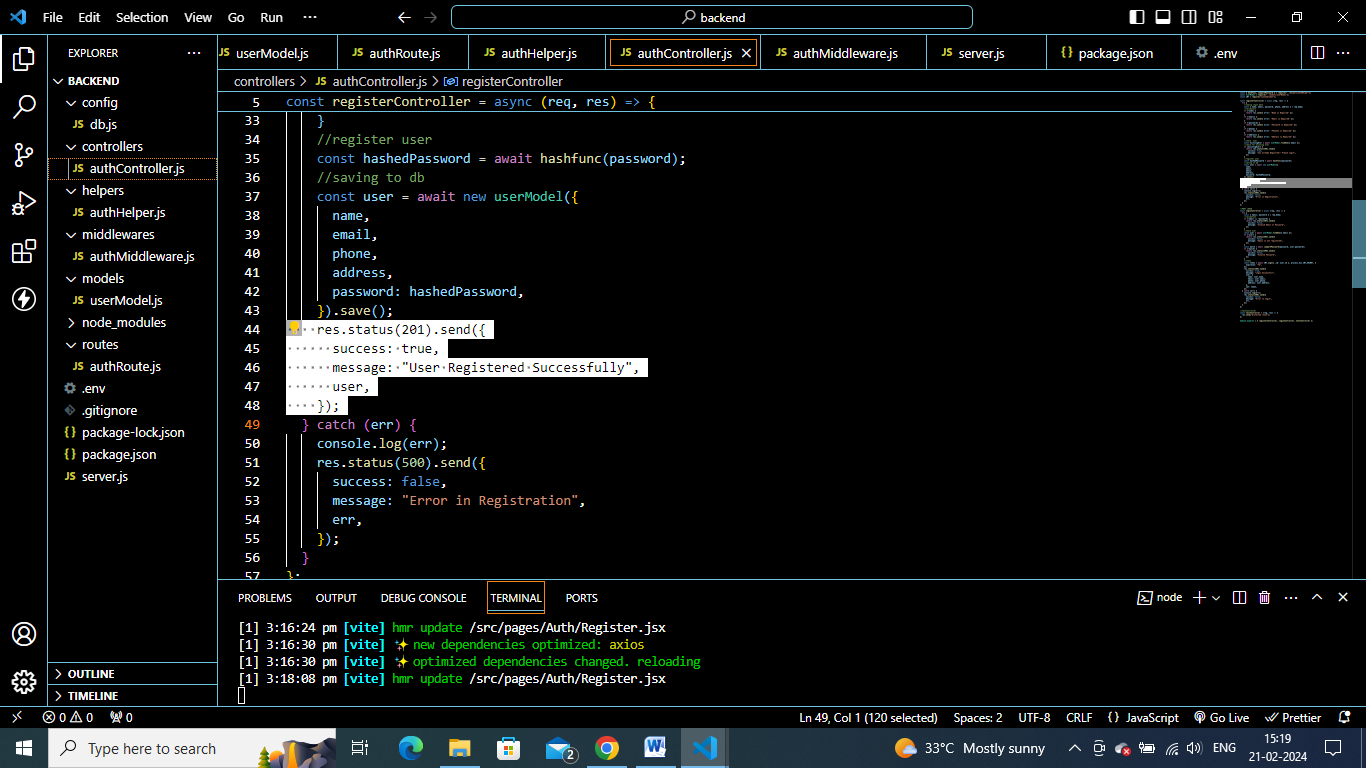 File Edit Selection View Go Run ··· backend
EXPLORER ···
userModel.js authRoute.js authHelper.js authController.js authMiddleware.js server.js package.json .env
BACKEND
config
db.js
controllers
authController.js
helpers
authHelper.js
middlewares
authMiddleware.js
models
userModel.js
node_modules
routes
authRoute.js
.env
.gitignore
package-lock.json
package.json
server.js
OUTLINE
TIMELINE
controllers > JS authController.js > registerController
5 const registerController = async (req, res) => {
33 }
34 //register user
35 const hashedPassword = await hashfunc(password);
36 //saving to db
37 const user = await new userModel({
38 name,
39 email,
40 phone,
41 address,
42 password: hashedPassword,
43 }).save();
44 res.status(201).send({
45 success: true,
46 message: "User Registered Successfully",
47 user,
48 });
49 } catch (err) {
50 console.log(err);
51 res.status(500).send({
52 success: false,
53 message: "Error in Registration",
54 err,
55 });
56 }
57 };
PROBLEMS OUTPUT DEBUG CONSOLE TERMINAL PORTS node
[1] 3:16:24 pm [vite] hmr update /src/pages/Auth/Register.jsx
[1] 3:16:30 pm [vite] ✨ new dependencies optimized: axios
[1] 3:16:30 pm [vite] ✨ optimized dependencies changed. reloading
[1] 3:18:08 pm [vite] hmr update /src/pages/Auth/Register.jsx
0 0 0 Ln 49, Col 1 (120 selected) Spaces: 2 UTF-8 CRLF {} JavaScript Go Live Prettier
Type here to search 2 33°C Mostly sunny ENG 15:19
21-02-2024